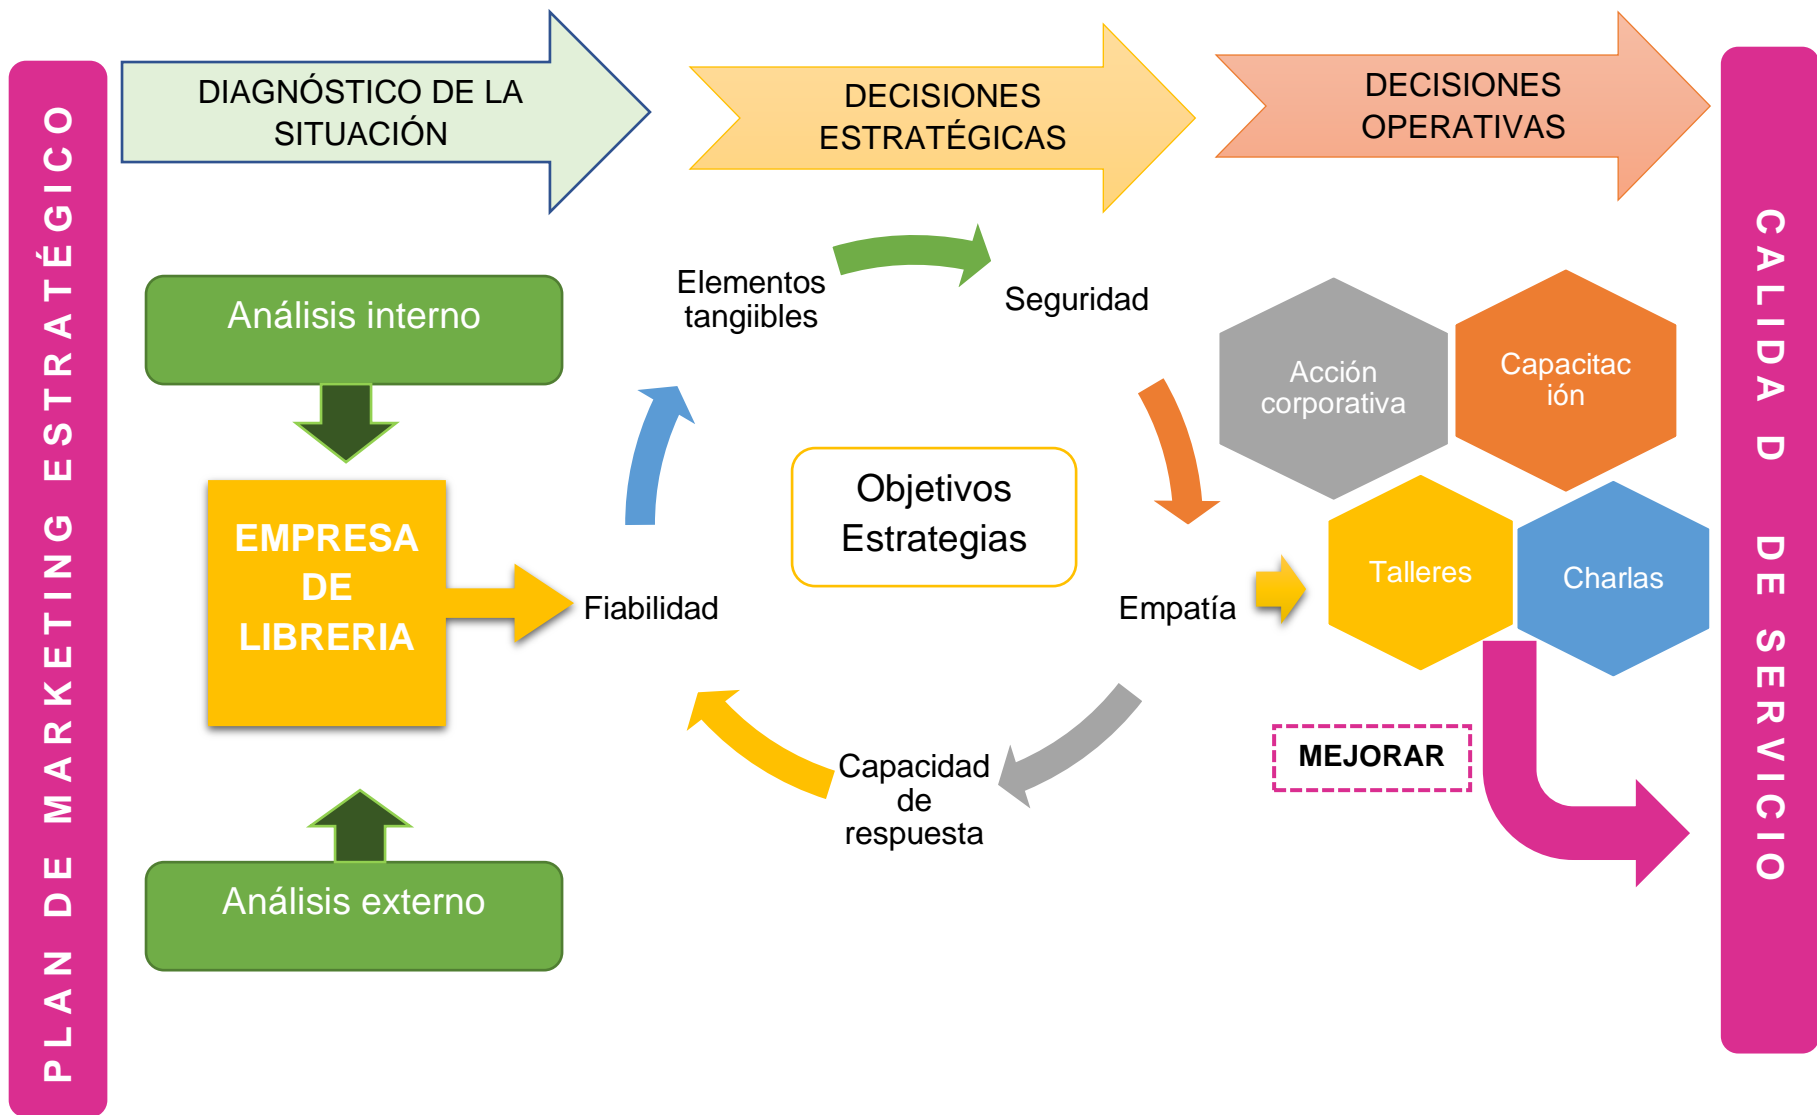 PLAN DE MARKETING ESTRATÉGICO
DIAGNÓSTICO DE LA
SITUACIÓN
DECISIONES
ESTRATÉGICAS
DECISIONES
OPERATIVAS
Análisis interno
EMPRESA
DE
LIBRERIA
Análisis externo
Elementos
tangiibles
Seguridad
Objetivos
Estrategias
Fiabilidad
Empatía
Capacidad
de
respuesta
Acción
corporativa
Capacitac
ión
Talleres
Charlas
MEJORAR
CALIDA D DE SERVICIO